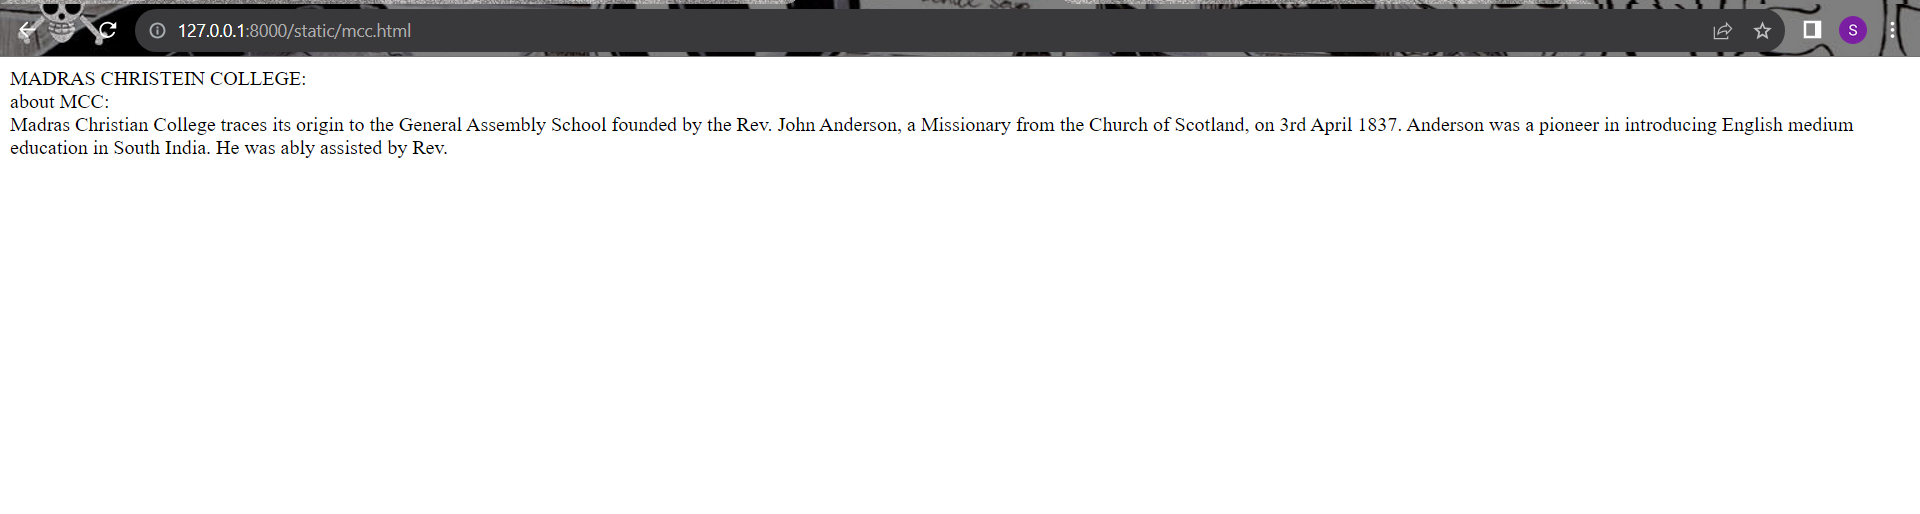 127.0.0.1:8000/static/mcc.html
S
MADRAS CHRISTEIN COLLEGE:
about MCC:
Madras Christian College traces its origin to the General Assembly School founded by the Rev. John Anderson, a Missionary from the Church of Scotland, on 3rd April 1837. Anderson was a pioneer in introducing English medium
education in South India. He was ably assisted by Rev.